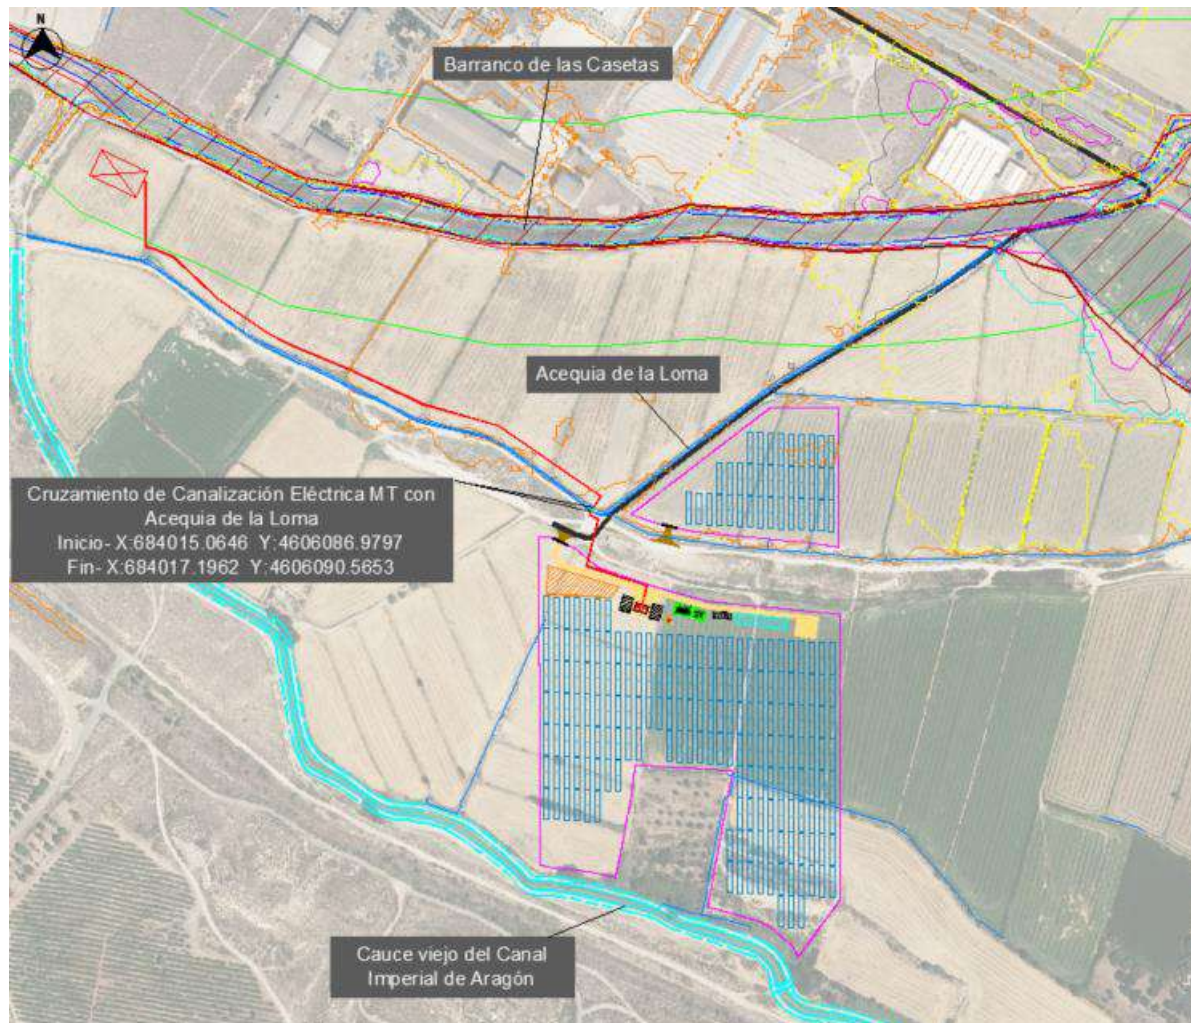 N
Barranco de las Casetas
Acequia de la Loma
Cruzamiento de Canalización Eléctrica MT con
Acequia de la Loma
Inicio- X:684015.0646 Y:4606086.9797
Fin- X:684017.1962 Y:4606090.5653
Cauce viejo del Canal
Imperial de Aragón